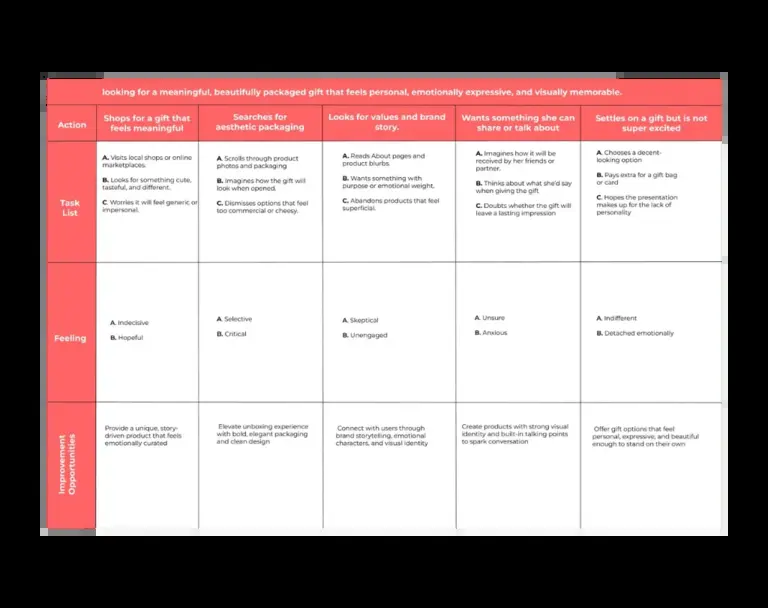 looking for a meaningful, beautifully packaged gift that feels personal, emotionally expressive, and visually memorable.
Action
Shops for a gift that
feels meaningful
Searches for
aesthetic packaging
Looks for values and brand
story.
Wants something she can
share or talk about
Settles on a gift but is not
super excited
Task
List
A. Visits local shops or online
marketplaces.
B. Looks for something cute,
tasteful, and different.
C. Worries it will feel generic or
impersonal.
A. Scrolls through product
photos and packaging
B. Imagines how the gift will
look when opened.
C. Dismisses options that feel
too commercial or cheesy.
A. Reads About pages and
product blurbs.
B. Wants something with
purpose or emotional weight.
C. Abandons products that feel
superficial.
A. Imagines how it will be
received by her friends or
partner.
B. Thinks about what she'd say
when giving the gift
C. Doubts whether the gift will
leave a lasting impression
A. Chooses a decent-
looking option
B. Pays extra for a gift bag
or card
C. Hopes the presentation
makes up for the lack of
personality
Feeling
A. Indecisive
B. Hopeful
A. Selective
B. Critical
A. Skeptical
B. Unengaged
A. Unsure
B. Anxious
A. Indifferent
B. Detached emotionally
Improvement
Opportunities
Provide a unique, story-
driven product that feels
emotionally curated
Elevate unboxing experience
with bold, elegant packaging
and clean design
Connect with users through
brand storytelling, emotional
characters, and visual identity
Create products with strong visual
identity and built-in talking points
to spark conversation
Offer gift options that feel
personal, expressive, and beautiful
enough to stand on their own